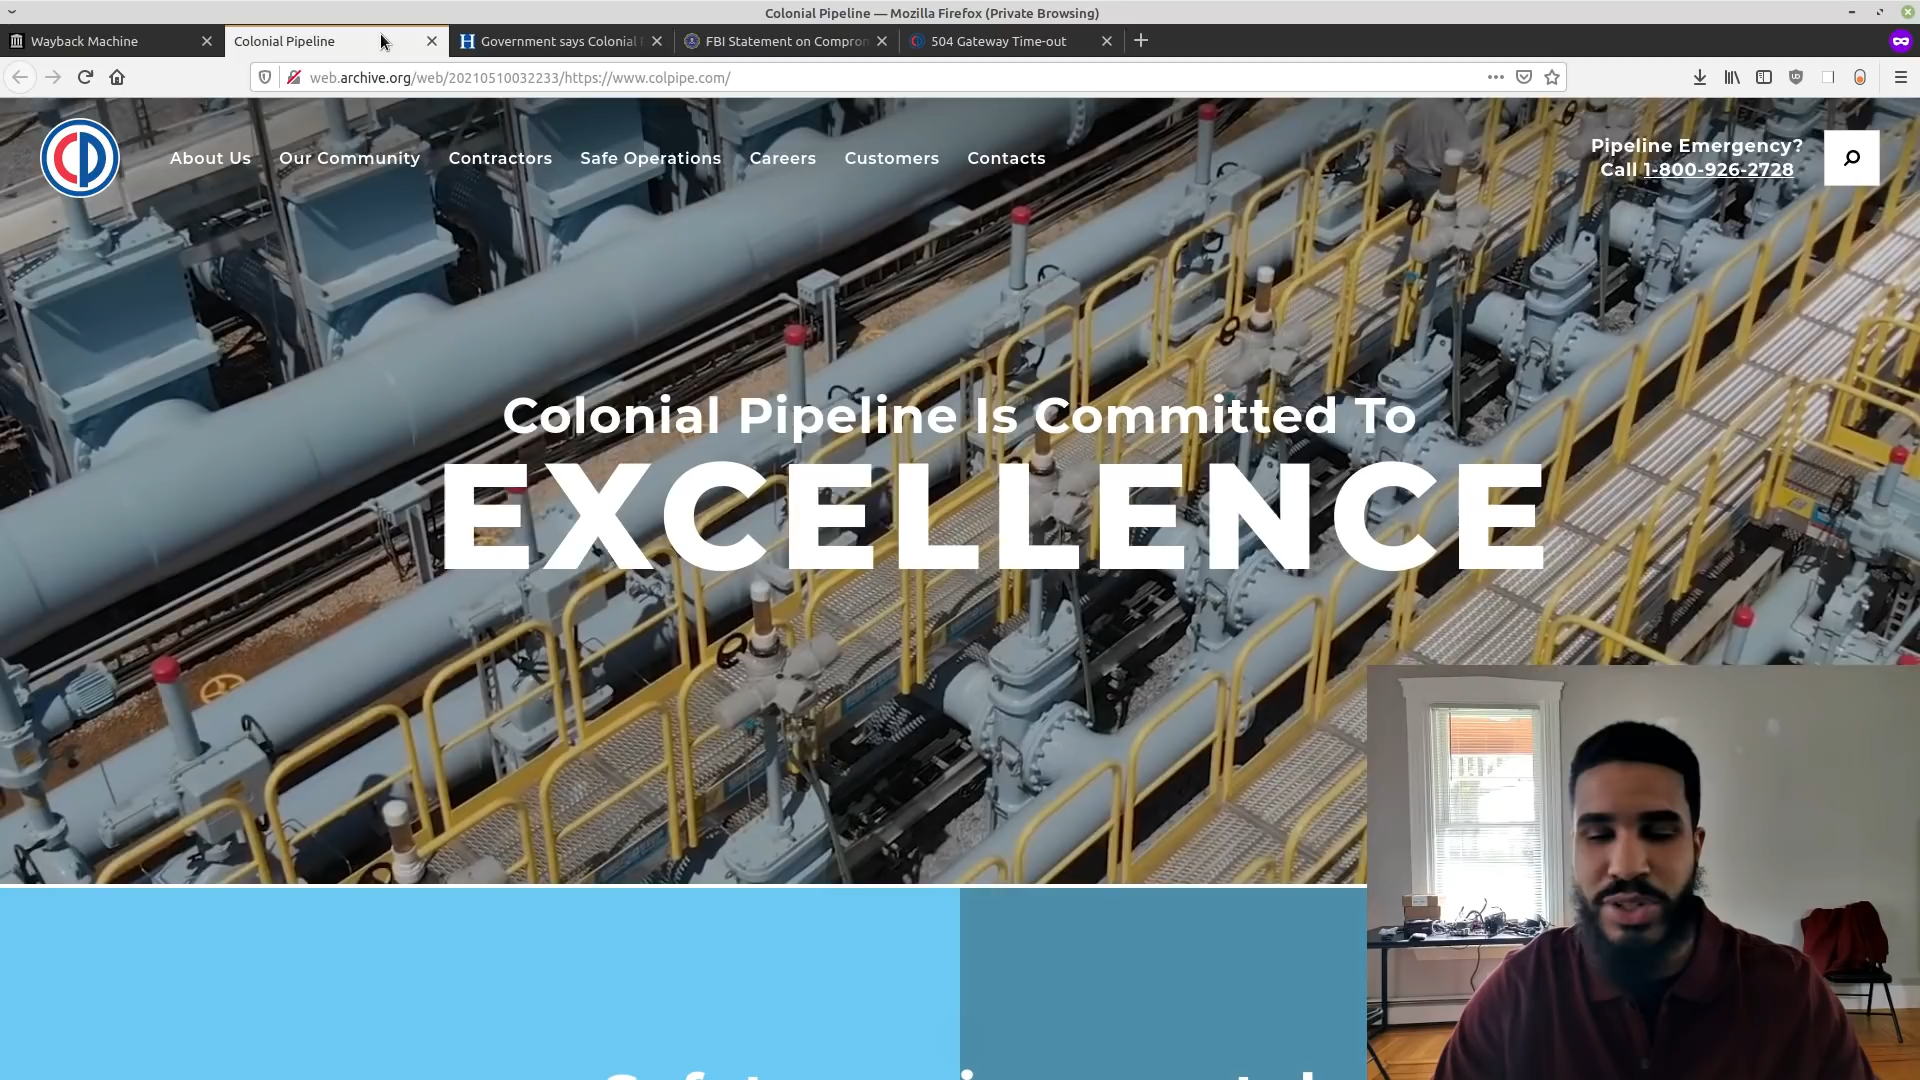 Colonial Pipeline — Mozilla Firefox (Private Browsing)
Wayback Machine
Colonial Pipeline
Government says Colonial
FBI Statement on Compron
504 Gateway Time-out
web.archive.org/web/20210510032233/https://www.colpipe.com/
About Us
Our Community
Contractors
Safe Operations
Careers
Customers
Contacts
Pipeline Emergency?
Call 1-800-926-2728
Colonial Pipeline Is Committed To
EXCELLENCE